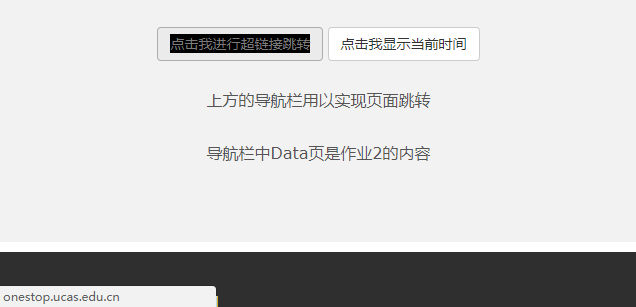 点击我进行超链接跳转 点击我显示当前时间
上方的导航栏用以实现页面跳转
导航栏中Data页是作业2的内容
onestop.ucas.edu.cn